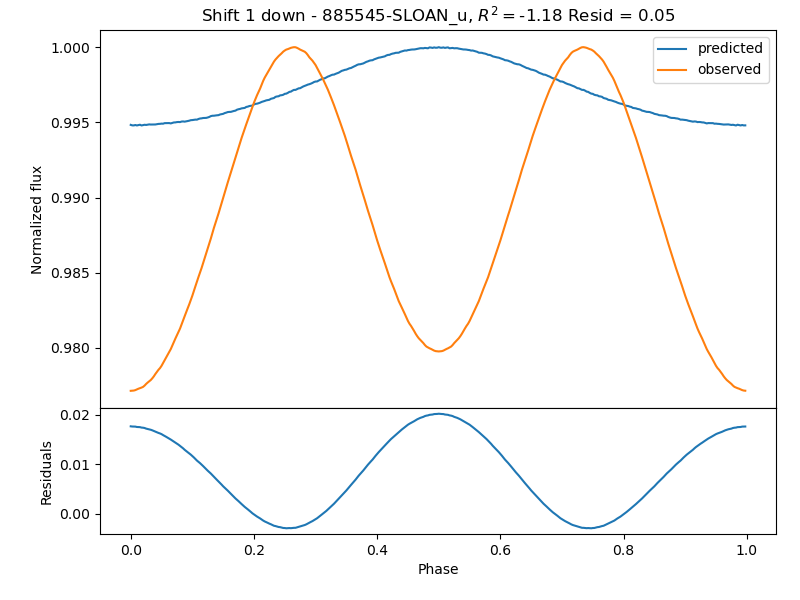 Shift 1 down - 885545-SLOAN_u, R² = -1.18 Resid = 0.05
predicted
observed
1.000
0.995
0.990
0.985
0.980
Normalized flux
0.02
0.01
0.00
Residuals
0.0 0.2 0.4 0.6 0.8 1.0
Phase